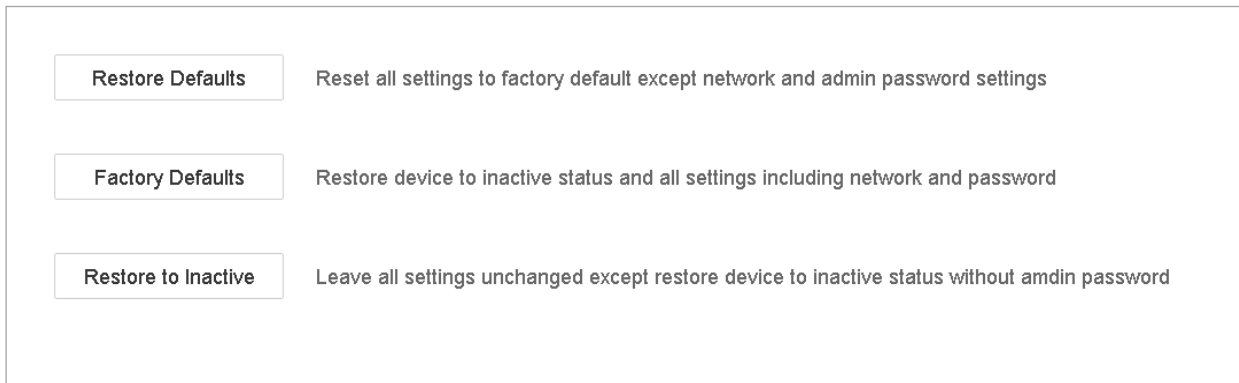 Restore Defaults Reset all settings to factory default except network and admin password settings
Factory Defaults Restore device to inactive status and all settings including network and password
Restore to Inactive Leave all settings unchanged except restore device to inactive status without amdin password